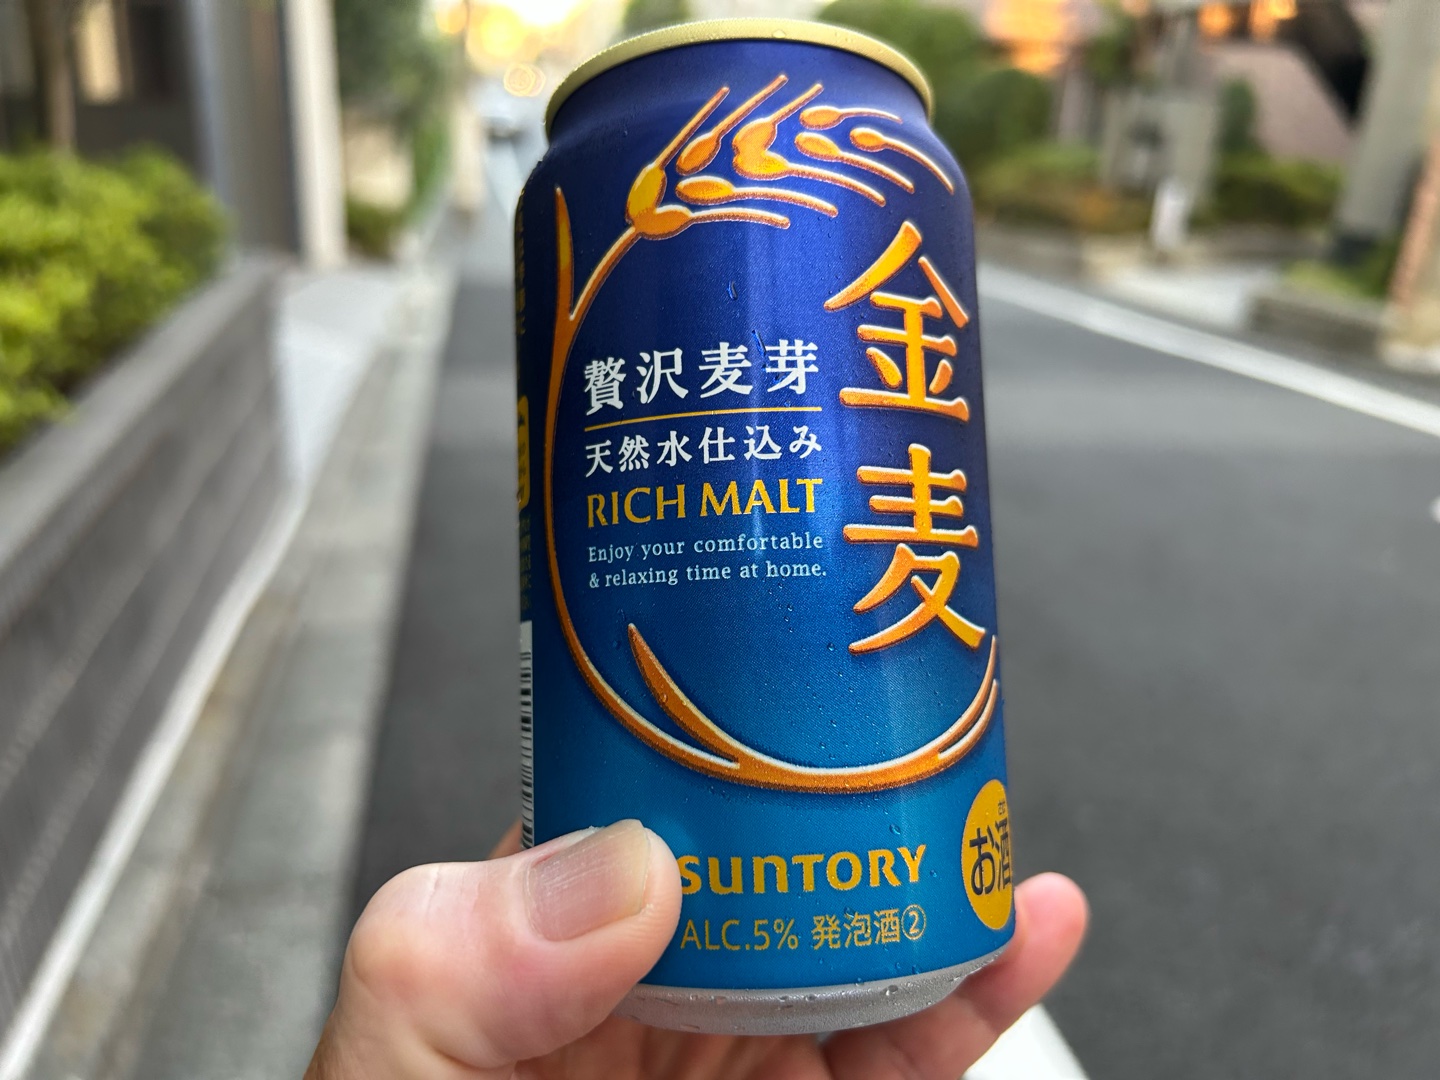 金麦
贅沢麦芽
天然水仕込み
RICH MALT
Enjoy your comfortable
& relaxing time at home.
SUNTORY
ALC.5% 発泡酒②
お酒